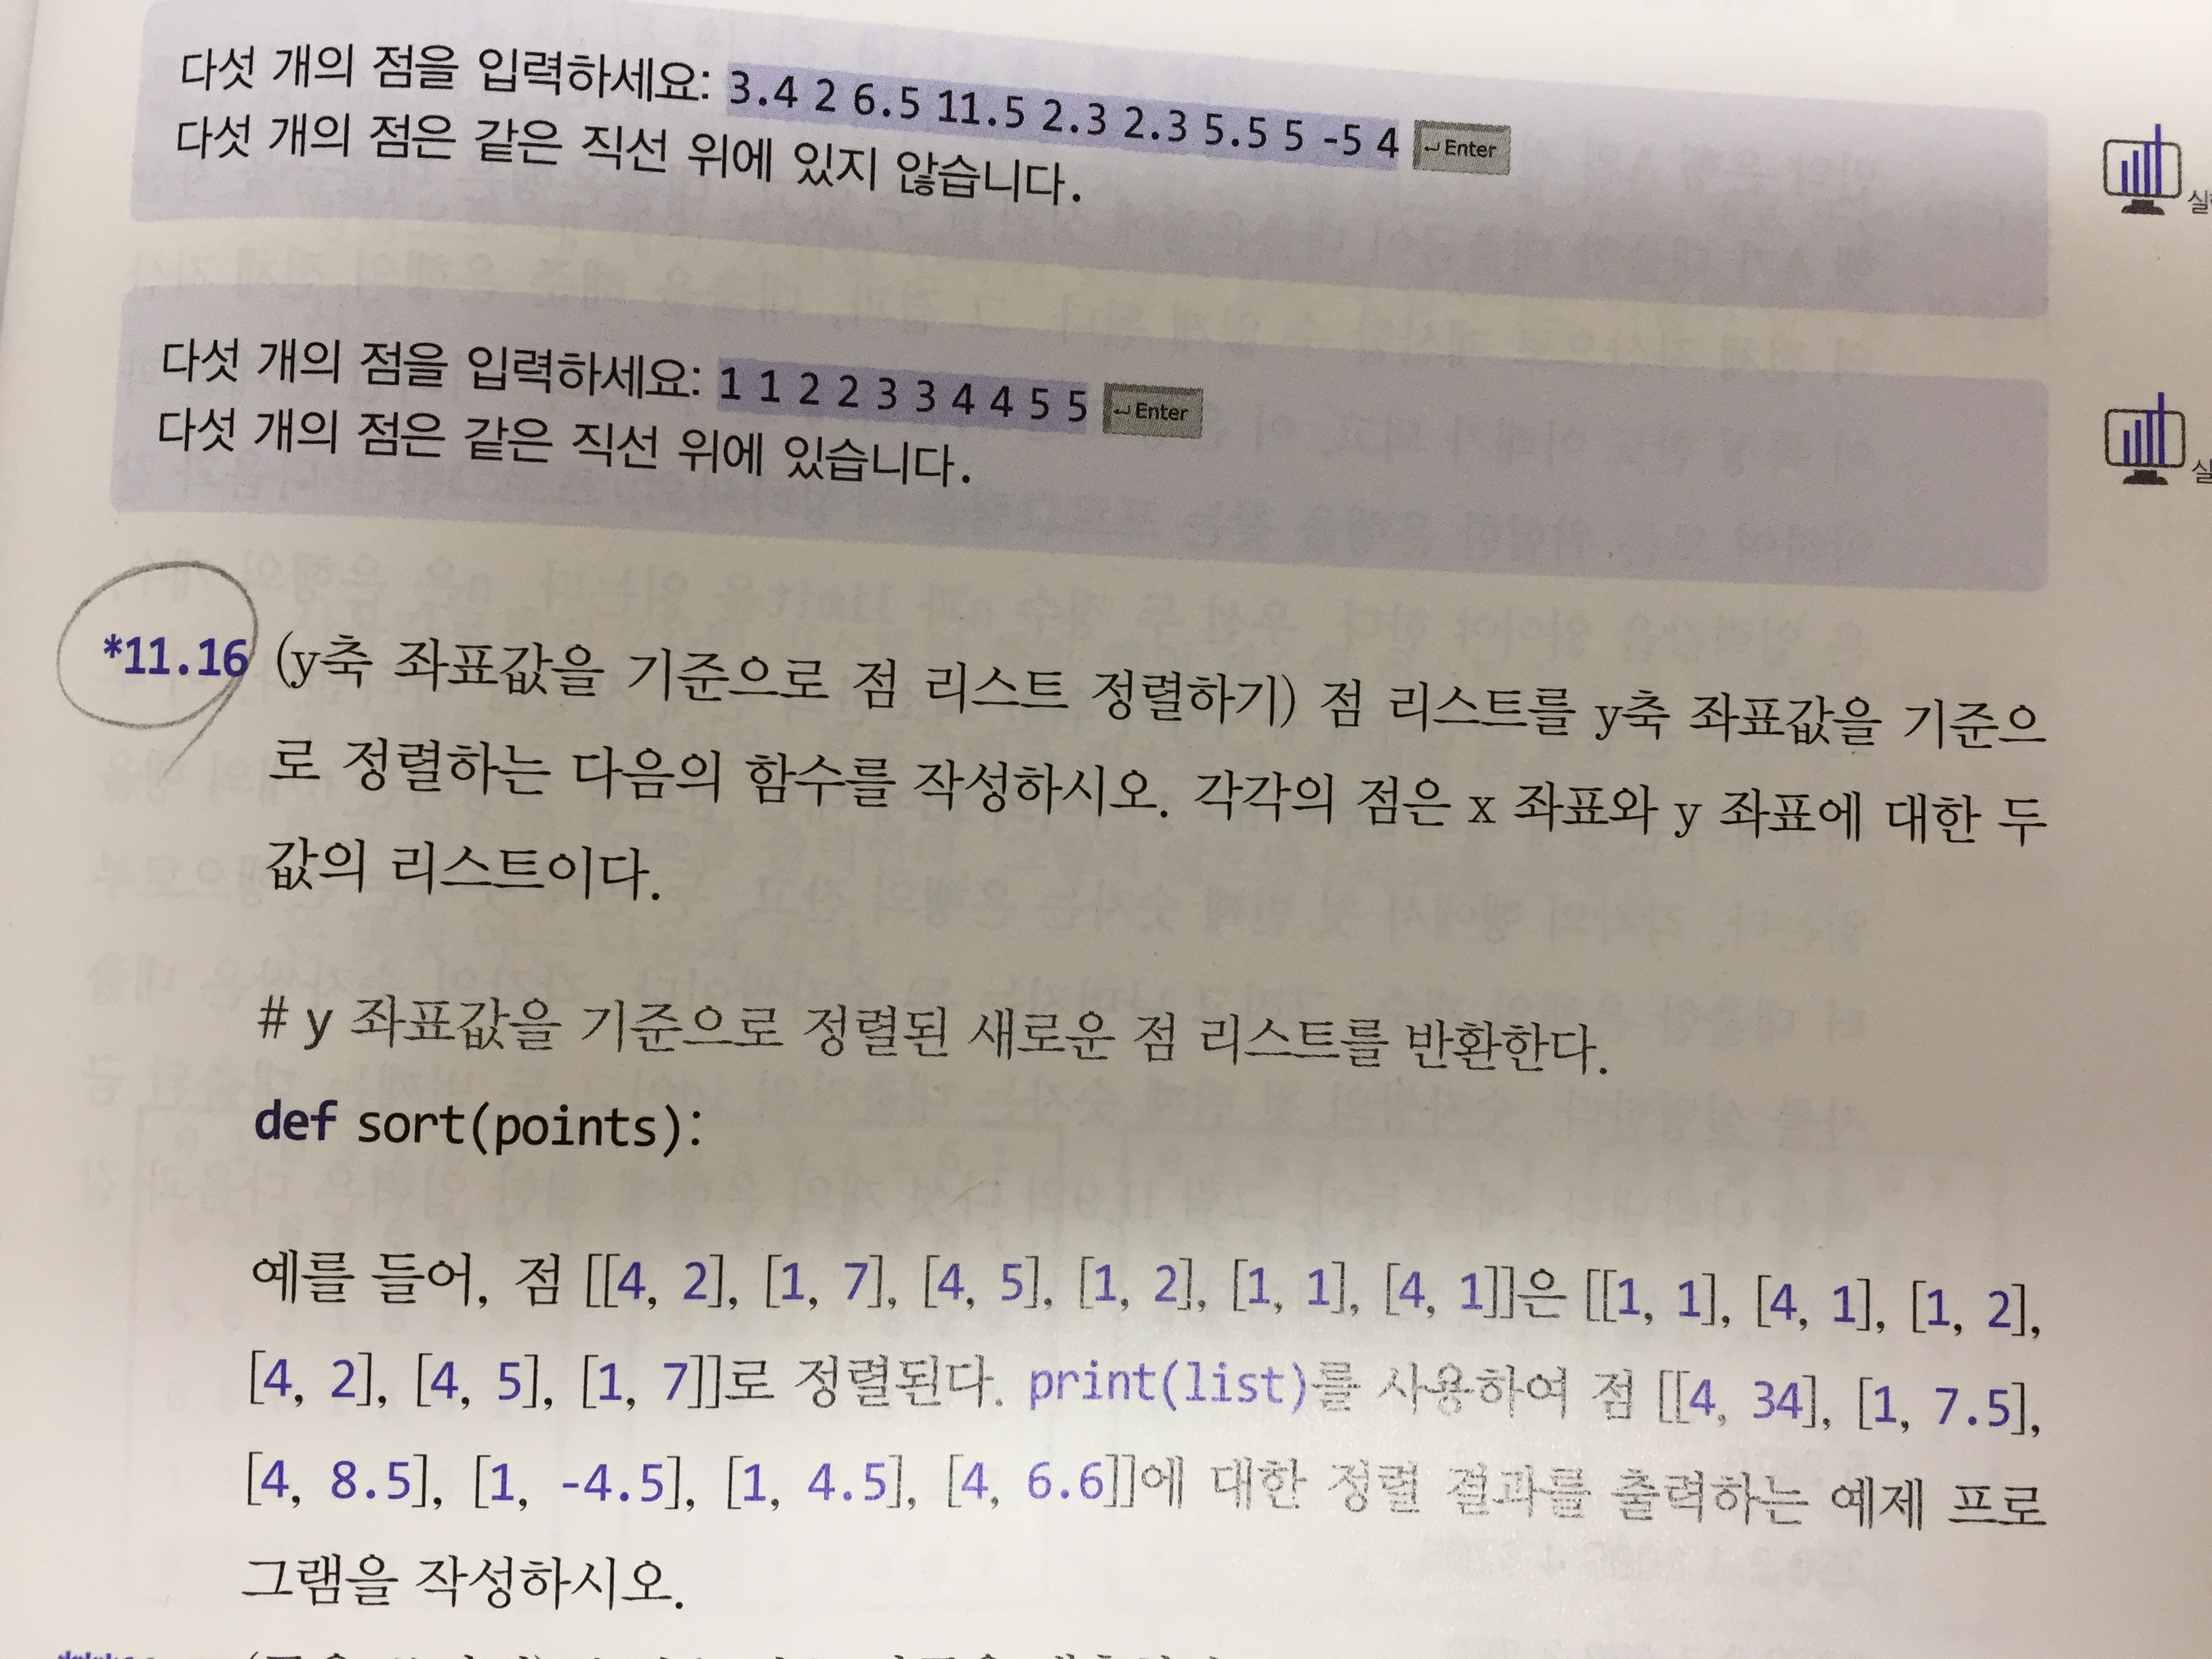 다섯 개의 점을 입력하세요: 3.4 2 6.5 11.5 2.3 2.3 5.5 5 -5 4 ↵Enter
다섯 개의 점은 같은 직선 위에 있지 않습니다.
다섯 개의 점을 입력하세요: 1 1 2 2 3 3 4 4 5 5 ↵Enter
다섯 개의 점은 같은 직선 위에 있습니다.
*11.16 (y축 좌표값을 기준으로 점 리스트 정렬하기) 점 리스트를 y축 좌표값을 기준으
로 정렬하는 다음의 함수를 작성하시오. 각각의 점은 x 좌표와 y 좌표에 대한 두
값의 리스트이다.
# y 좌표값을 기준으로 정렬된 새로운 점 리스트를 반환한다.
def sort(points):
예를 들어, 점 [[4, 2], [1, 7], [4, 5], [1, 2], [1, 1], [4, 1]]은 [[1, 1], [4, 1], [1, 2],
[4, 2], [4, 5], [1, 7]]로 정렬된다. print(list)를 사용하여 점 [[4, 34], [1, 7.5],
[4, 8.5], [1, -4.5], [1, 4.5], [4, 6.6]]에 대한 정렬 결과를 출력하는 예제 프로
그램을 작성하시오.